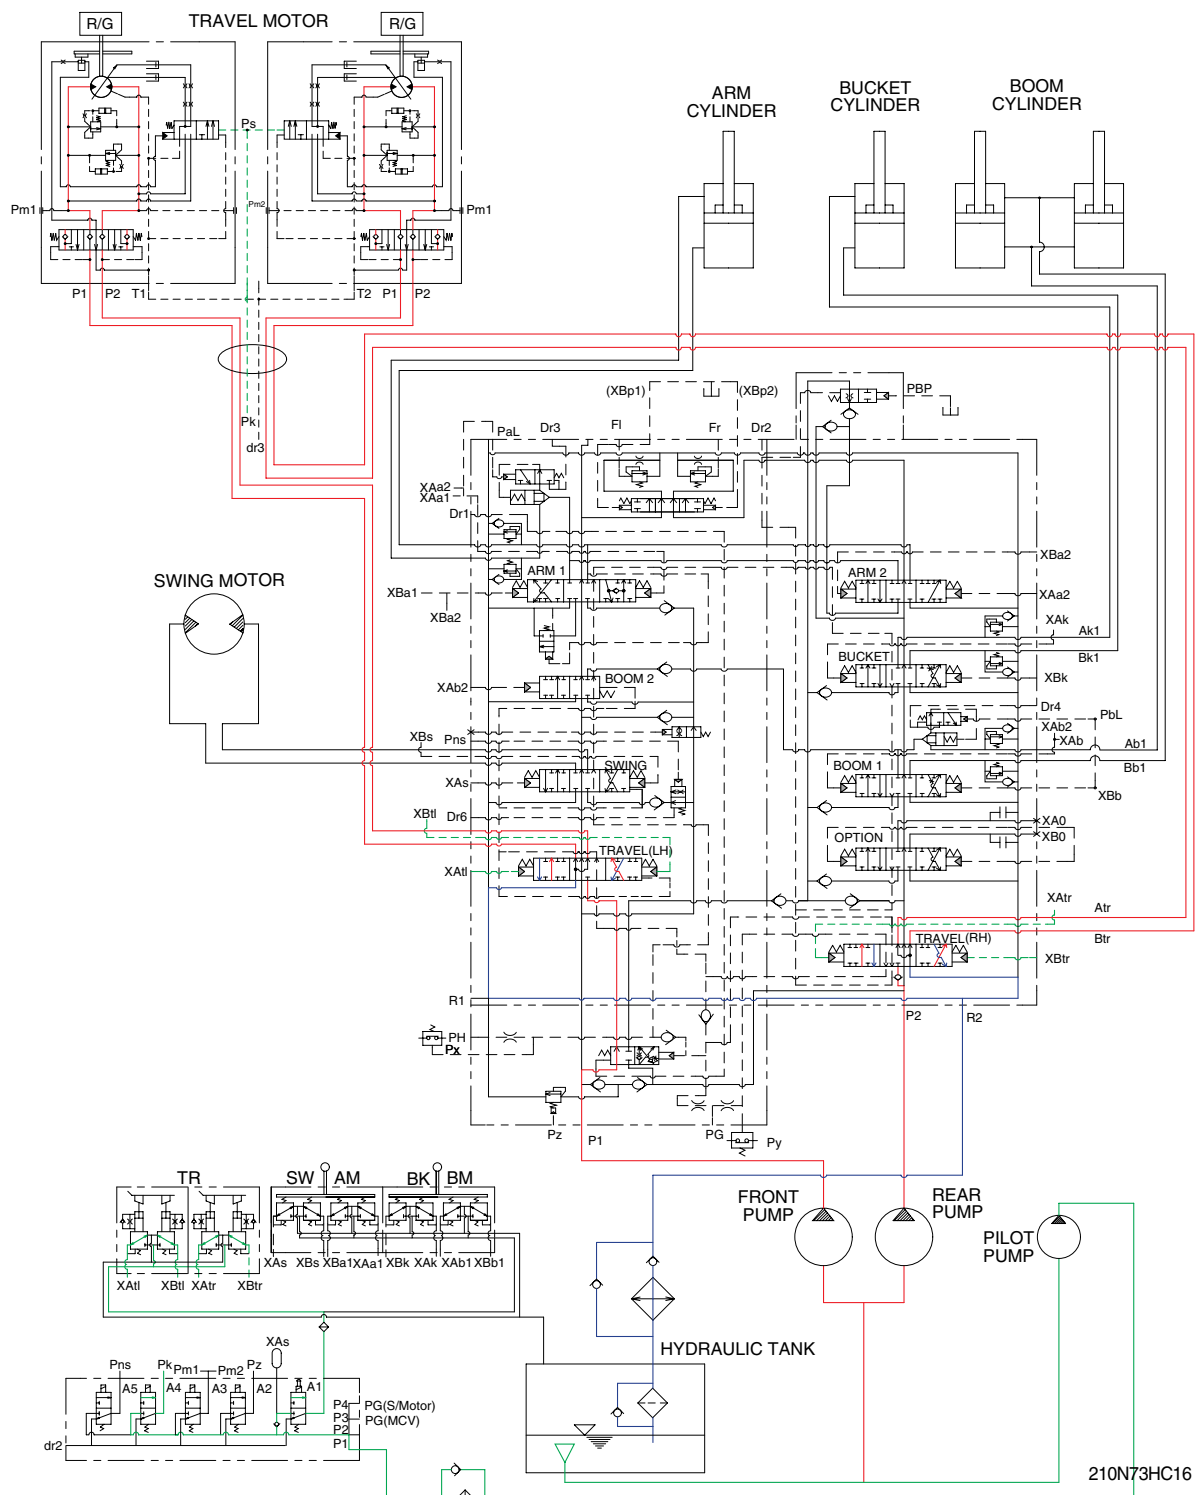 R/G
TRAVEL MOTOR
R/G
ARM
CYLINDER
BUCKET
CYLINDER
BOOM
CYLINDER
Ps
Pm1
Pm2
Pm1
P1 P2 T1
T2 P1 P2
Pk
dr3
(XBp1)
(XBp2)
PBP
PaL
Dr3
Fl
Fr
Dr2
XAa2
XAa1
Dr1
ARM 1
ARM 2
XBa2
XBa1
XBa2
XAa2
SWING MOTOR
XAk
Ak1
BUCKET
Bk1
XAb2
BOOM 2
XBk
Dr4
PbL
XAb2
XBs
Pns
XAb
Ab1
SWING
BOOM 1
Bb1
XAs
XBb
XBtl
Dr6
XA0
OPTION
XB0
TRAVEL(LH)
XAtl
XAtr
Atr
TRAVEL(RH)
Btr
XBtr
R1
P2
R2
PH
Px
Pz
P1
PG
Py
TR
SW
AM
BK
BM
FRONT
PUMP
REAR
PUMP
PILOT
PUMP
XAs XBs XBa1 XAa1 XBk XAk XAb1 XBb1
XAtl XBtl XAtr XBtr
XAs
HYDRAULIC TANK
Pns
Pk
Pm1
Pm2
Pz
A5
A4
A3
A2
A1
P4
PG(S/Motor)
P3
PG(MCV)
P2
P1
dr2
210N73HC16